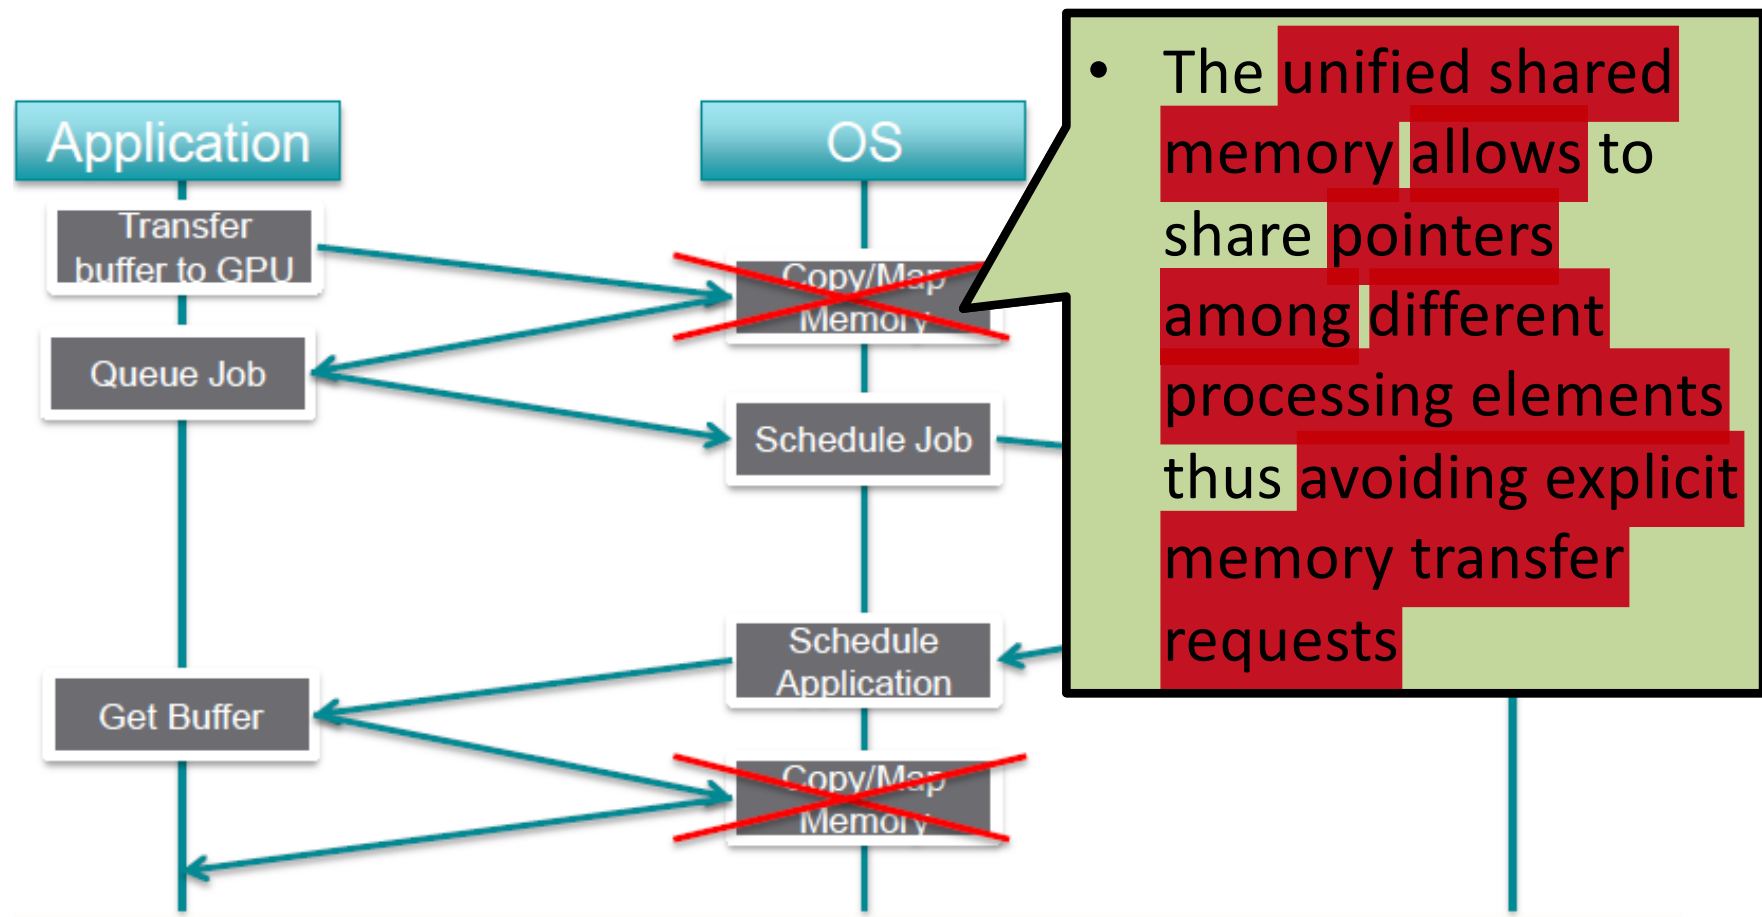 Application
OS
Transfer
buffer to GPU
Copy/Map
Memory
Queue Job
Schedule Job
Schedule
Application
Get Buffer
Copy/Map
Memory
• The unified shared
memory allows to
share pointers
among different
processing elements
thus avoiding explicit
memory transfer
requests